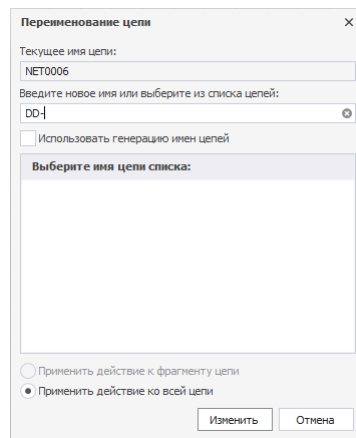 Переименование цепи
Текущее имя цепи:
NET0006
Введите новое имя или выберите из списка цепей:
DD-
Использовать генерацию имен цепей
Выберите имя цепи списка:
Применить действие к фрагменту цепи
Применить действие ко всей цепи
Изменить Отмена